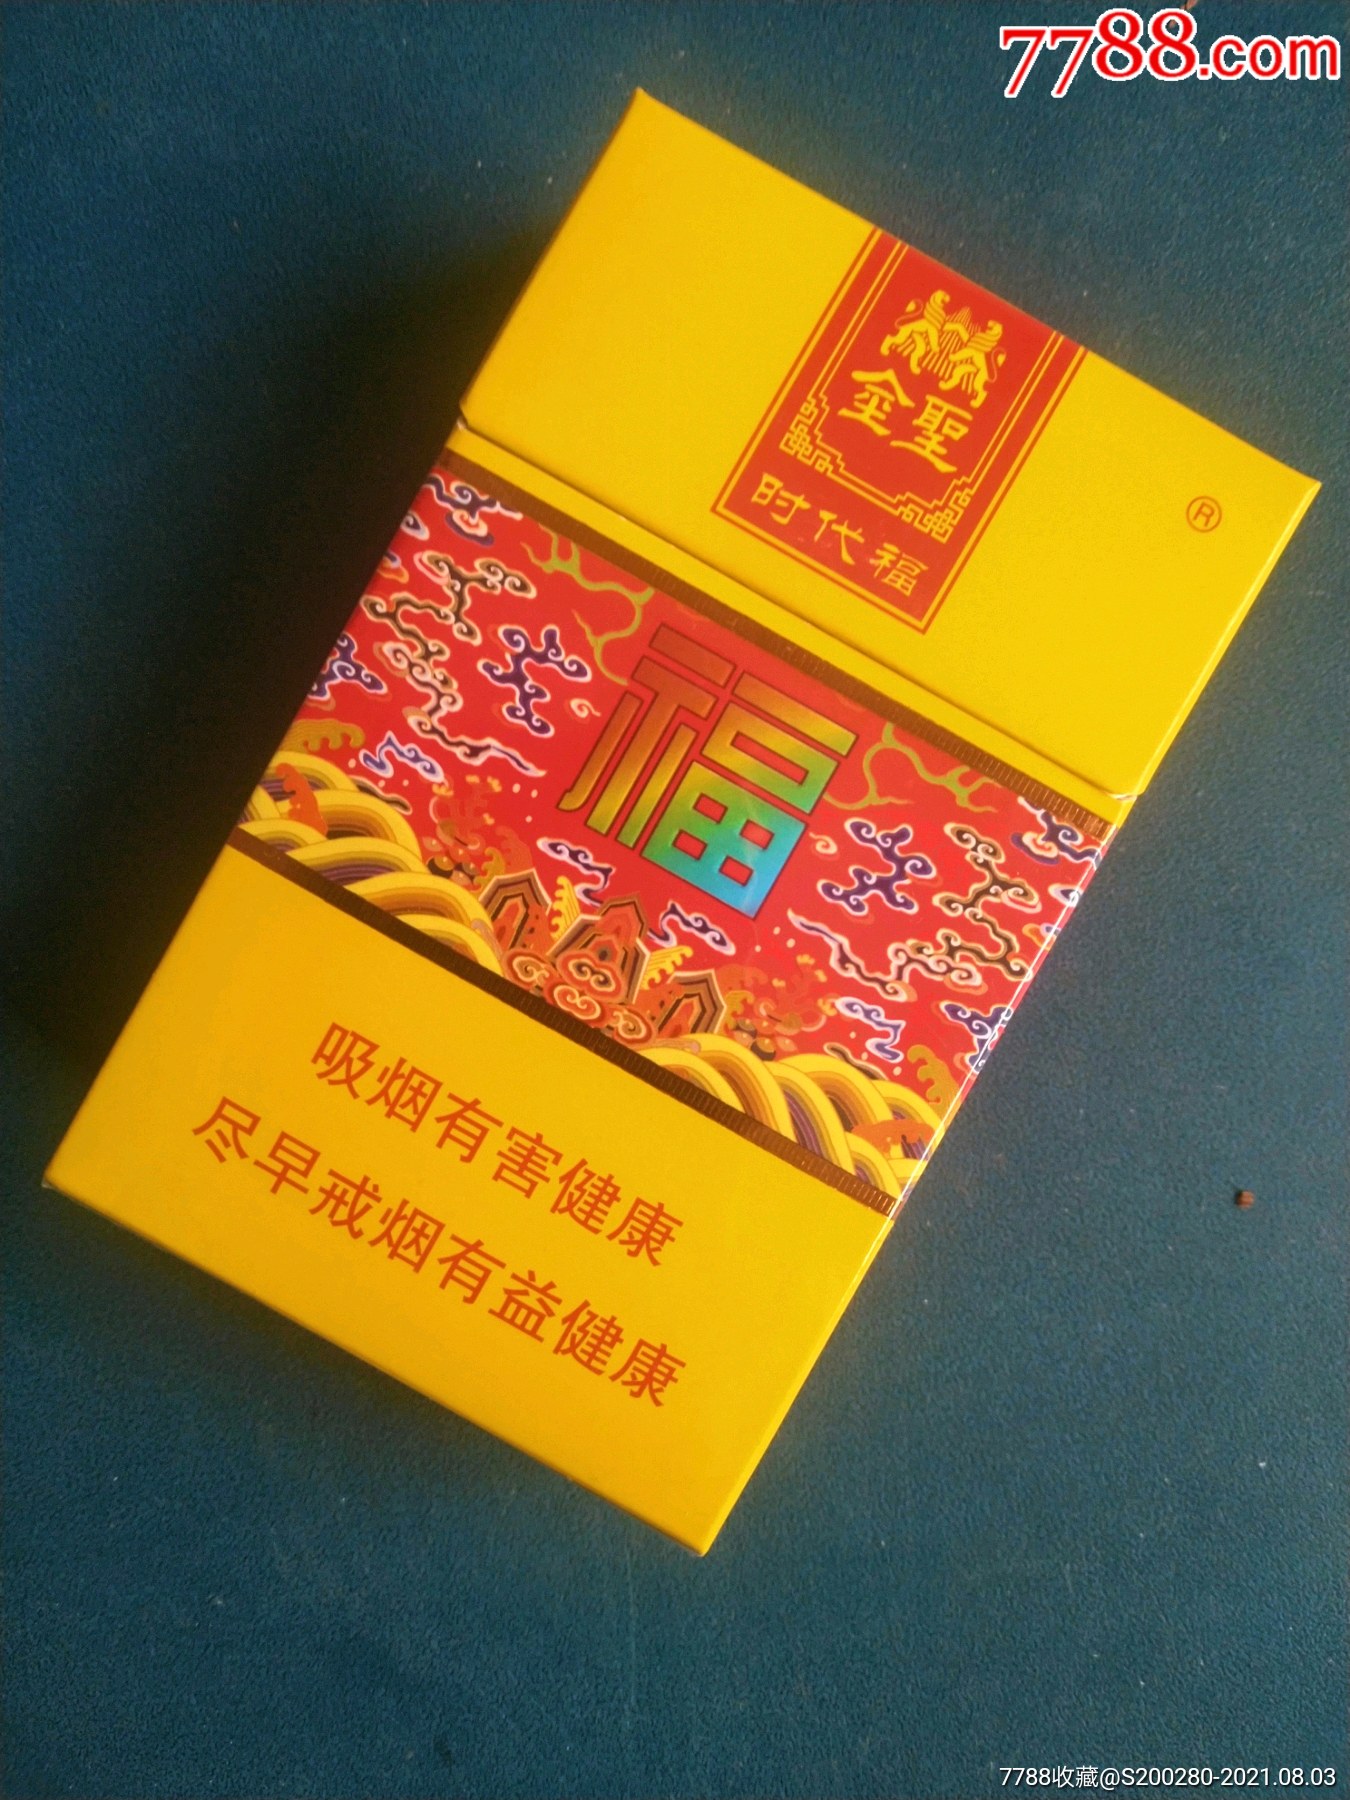 7788.com
金聖
时代福
®
福
吸烟有害健康
尽早戒烟有益健康
7788收藏@S200280-2021.08.03